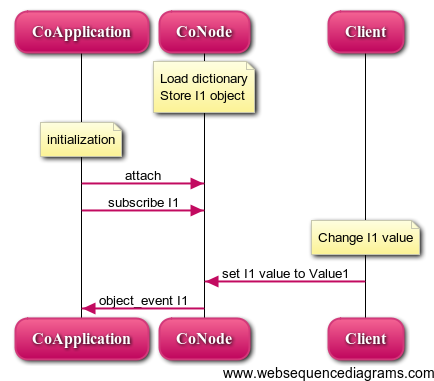 CoApplication
CoNode
Client
Load dictionary
Store I1 object
initialization
attach
subscribe I1
Change I1 value
set I1 value to Value1
object_event I1
CoApplication
CoNode
Client
www.websequencediagrams.com